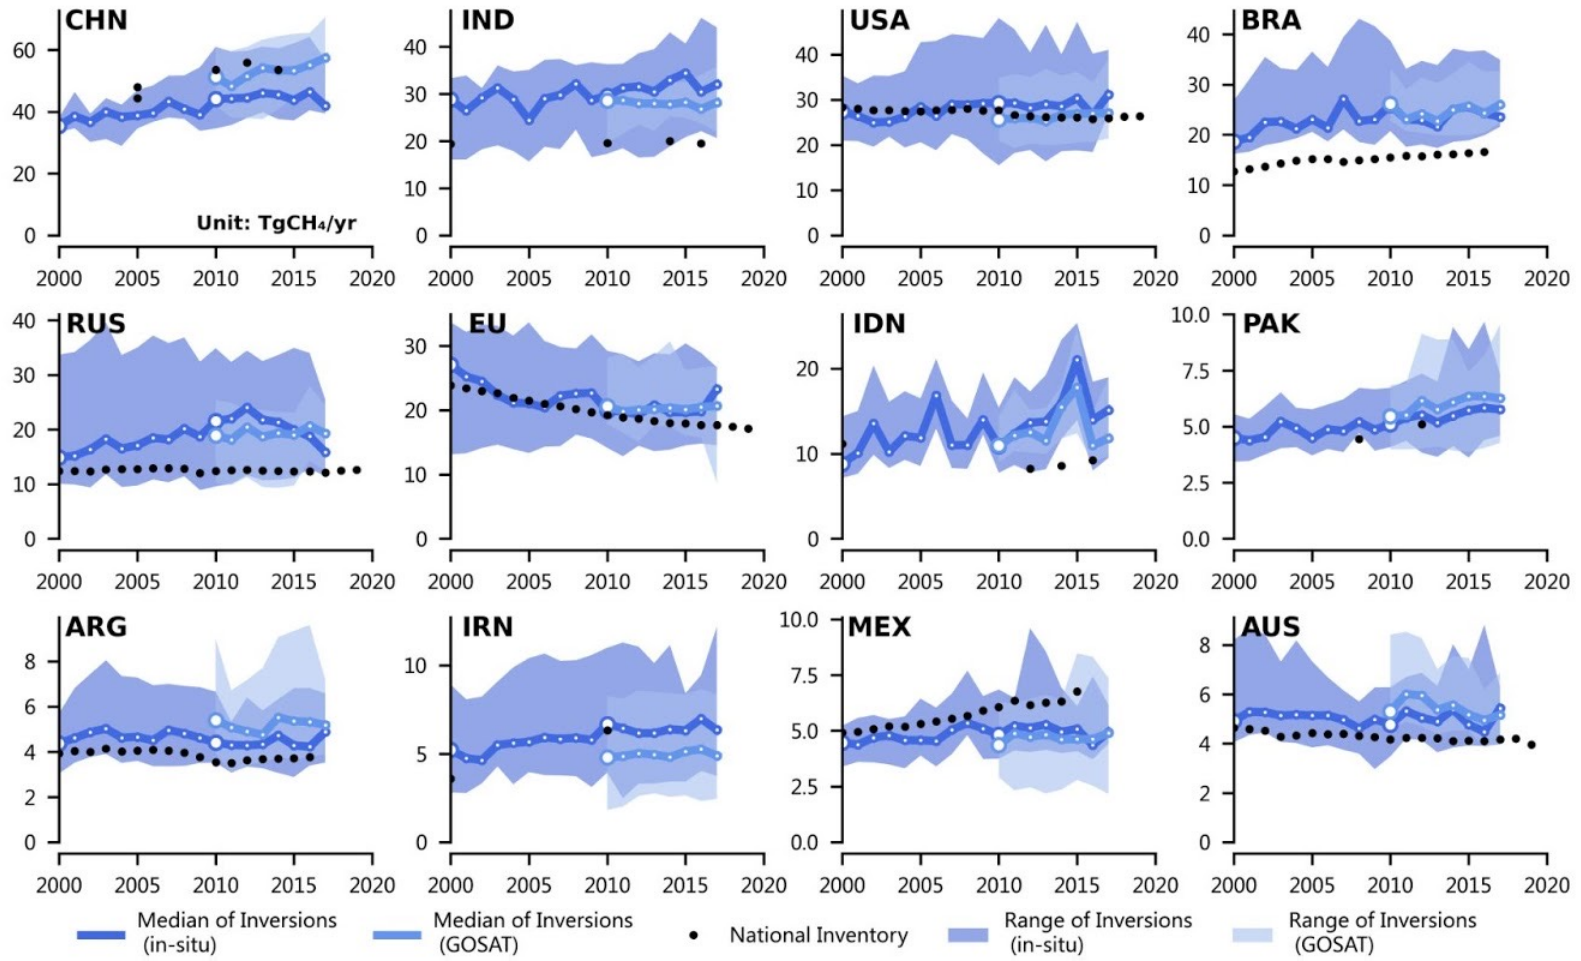 CHN
60
40
20
0
Unit: TgCH₄/yr
2000 2005 2010 2015 2020
IND
40
30
20
10
0
2000 2005 2010 2015 2020
USA
40
30
20
10
0
2000 2005 2010 2015 2020
BRA
40
30
20
10
0
2000 2005 2010 2015 2020
RUS
40
30
20
10
0
2000 2005 2010 2015 2020
EU
30
20
10
0
2000 2005 2010 2015 2020
IDN
20
10
0
2000 2005 2010 2015 2020
PAK
10.0
7.5
5.0
2.5
0.0
2000 2005 2010 2015 2020
ARG
8
6
4
2
0
2000 2005 2010 2015 2020
IRN
10
5
0
2000 2005 2010 2015 2020
MEX
10.0
7.5
5.0
2.5
0.0
2000 2005 2010 2015 2020
AUS
8
6
4
2
0
2000 2005 2010 2015 2020
Median of Inversions
(in-situ)
Median of Inversions
(GOSAT)
National Inventory
Range of Inversions
(in-situ)
Range of Inversions
(GOSAT)